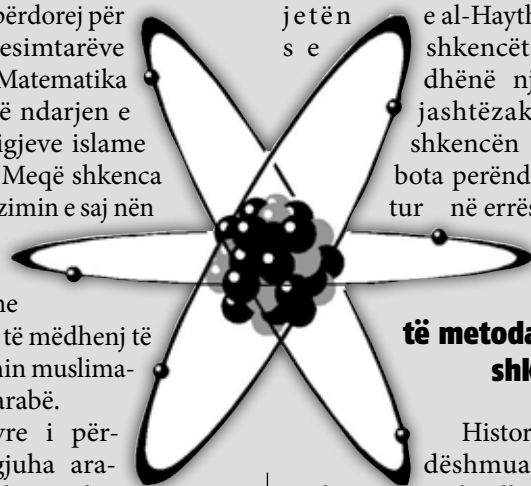 përdorej për
esimtarëve
Matematika
ë ndarjen e
igjeve islame
Meqë shkenca
zimin e saj nën
ne
të mëdhenj të
nin muslima-
arabë.
yre i për-
gjuha ara-
jetën
s e
e al-Hayth
shkencët
dhënë nj
jashtëzak
shkencën
bota perënd
tur në errës
të metoda
shk
Histor
dëshmua